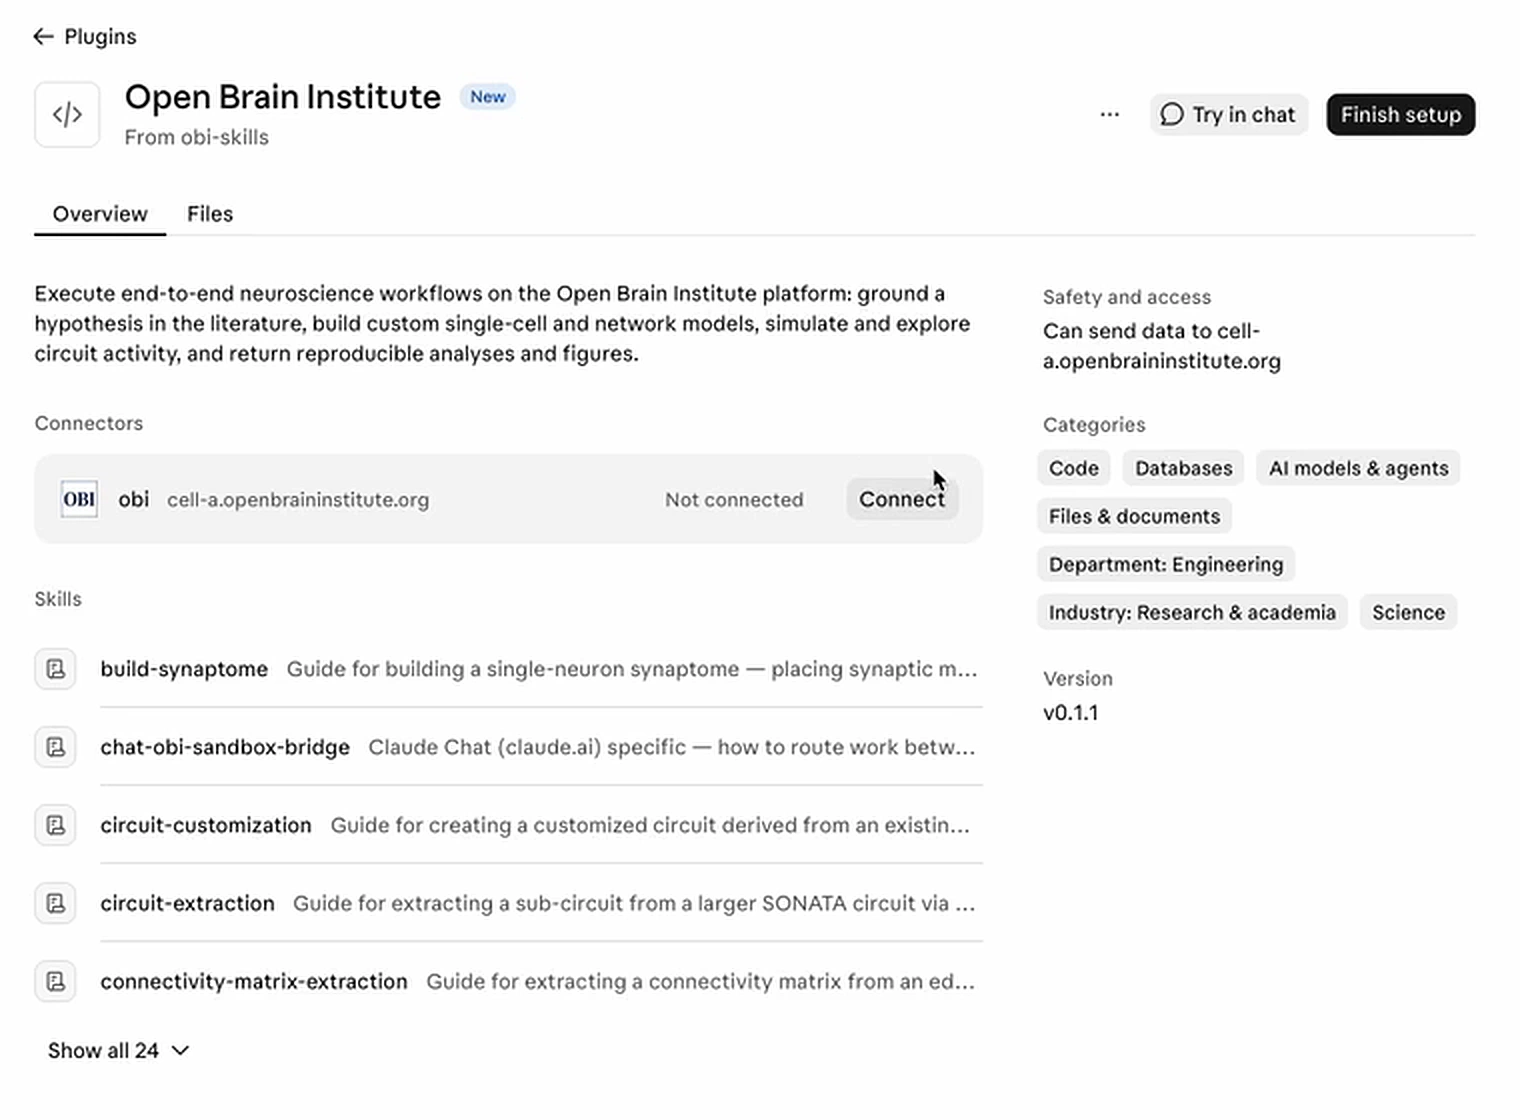 Plugins
Open Brain Institute New
From obi-skills
Try in chat
Finish setup
Overview
Files
Execute end-to-end neuroscience workflows on the Open Brain Institute platform: ground a
hypothesis in the literature, build custom single-cell and network models, simulate and explore
circuit activity, and return reproducible analyses and figures.
Connectors
OBI obi cell-a.openbraininstitute.org Not connected Connect
Skills
build-synaptome Guide for building a single-neuron synaptome — placing synaptic m...
chat-obi-sandbox-bridge Claude Chat (claude.ai) specific — how to route work betw...
circuit-customization Guide for creating a customized circuit derived from an existin...
circuit-extraction Guide for extracting a sub-circuit from a larger SONATA circuit via ...
connectivity-matrix-extraction Guide for extracting a connectivity matrix from an ed...
Show all 24
Safety and access
Can send data to cell-
a.openbraininstitute.org
Categories
Code Databases AI models & agents
Files & documents
Department: Engineering
Industry: Research & academia Science
Version
v0.1.1